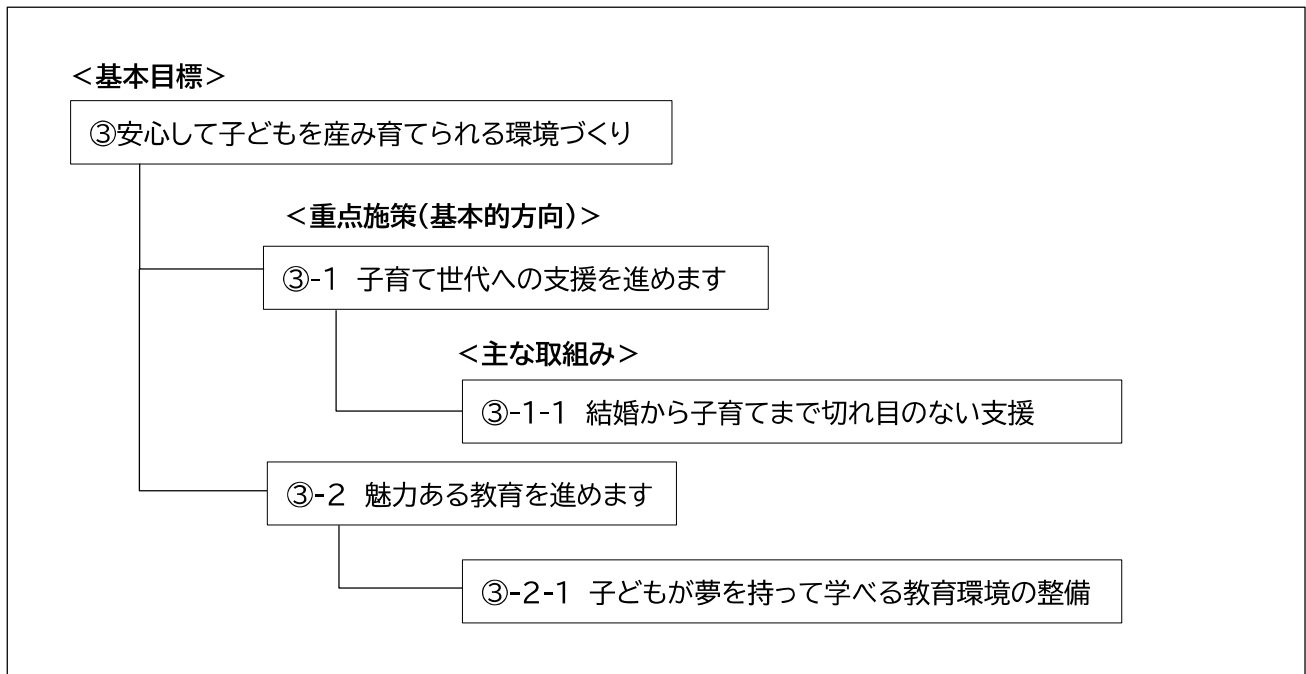 ＜基本目標＞
③安心して子どもを産み育てられる環境づくり
＜重点施策(基本的方向)＞
③-1 子育て世代への支援を進めます
＜主な取組み＞
③-1-1 結婚から子育てまで切れ目のない支援
③-2 魅力ある教育を進めます
③-2-1 子どもが夢を持って学べる教育環境の整備